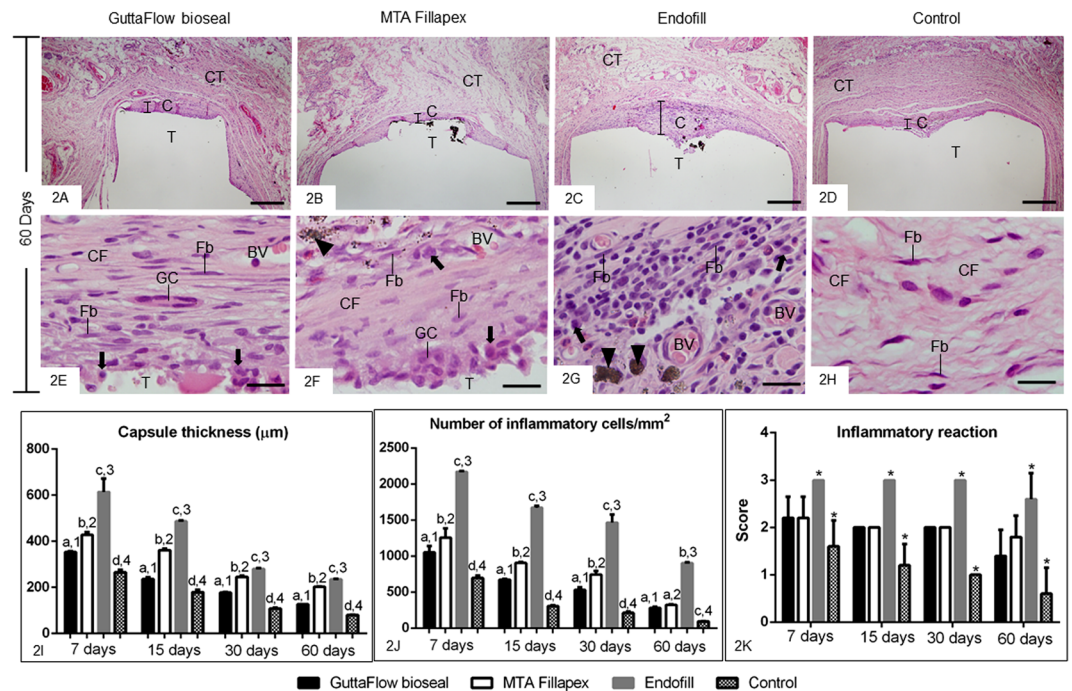 GuttaFlow bioseal MTA Fillapex Endofill Control
60 Days
CT C T 2A
CT C T 2B
CT C T 2C
CT C T 2D
CF Fb BV GC Fb T 2E
BV Fb CF Fb GC T 2F
Fb Fb BV BV 2G
Fb CF CF Fb 2H
Capsule thickness (μm)
800
600
400
200
0
c,3
b,2
a,1
d,4
c,3
b,2
a,1
d,4
c,3
b,2
a,1
d,4
c,3
b,2
a,1
d,4
7 days 15 days 30 days 60 days
2I
Number of inflammatory cells/mm²
2500
2000
1500
1000
500
0
c,3
b,2
a,1
d,4
c,3
b,2
a,1
d,4
c,3
b,2
a,1
d,4
b,3
a,1 a,2
c,4
7 days 15 days 30 days 60 days
2J
Inflammatory reaction
Score
4
3
2
1
0
* * * * * * * *
7 days 15 days 30 days 60 days
2K
GuttaFlow bioseal MTA Fillapex Endofill Control